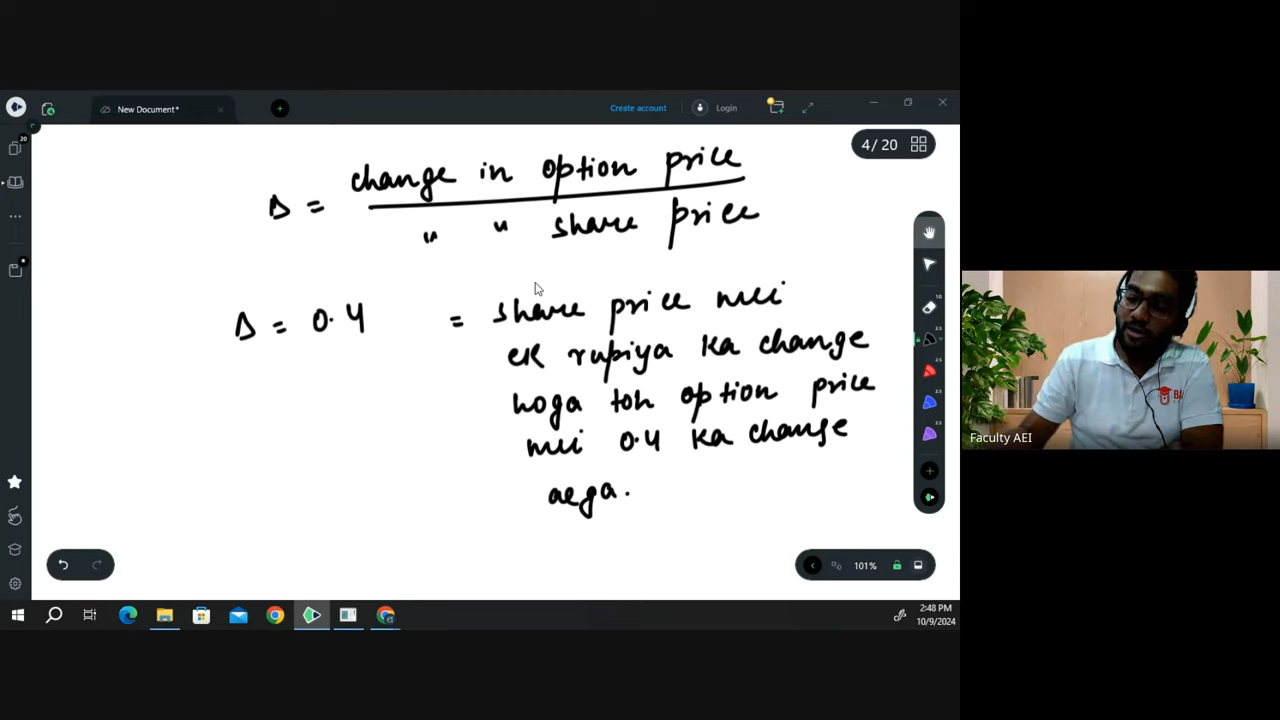 New Document*
Create account
Login
4/ 20
20
Δ = change in option price
" " share price
Δ = 0.4 = share price mei
ek rupiya ka change
hoga toh option price
mei 0.4 ka change
aega.
101%
Faculty AEI
2:48 PM
10/9/2024